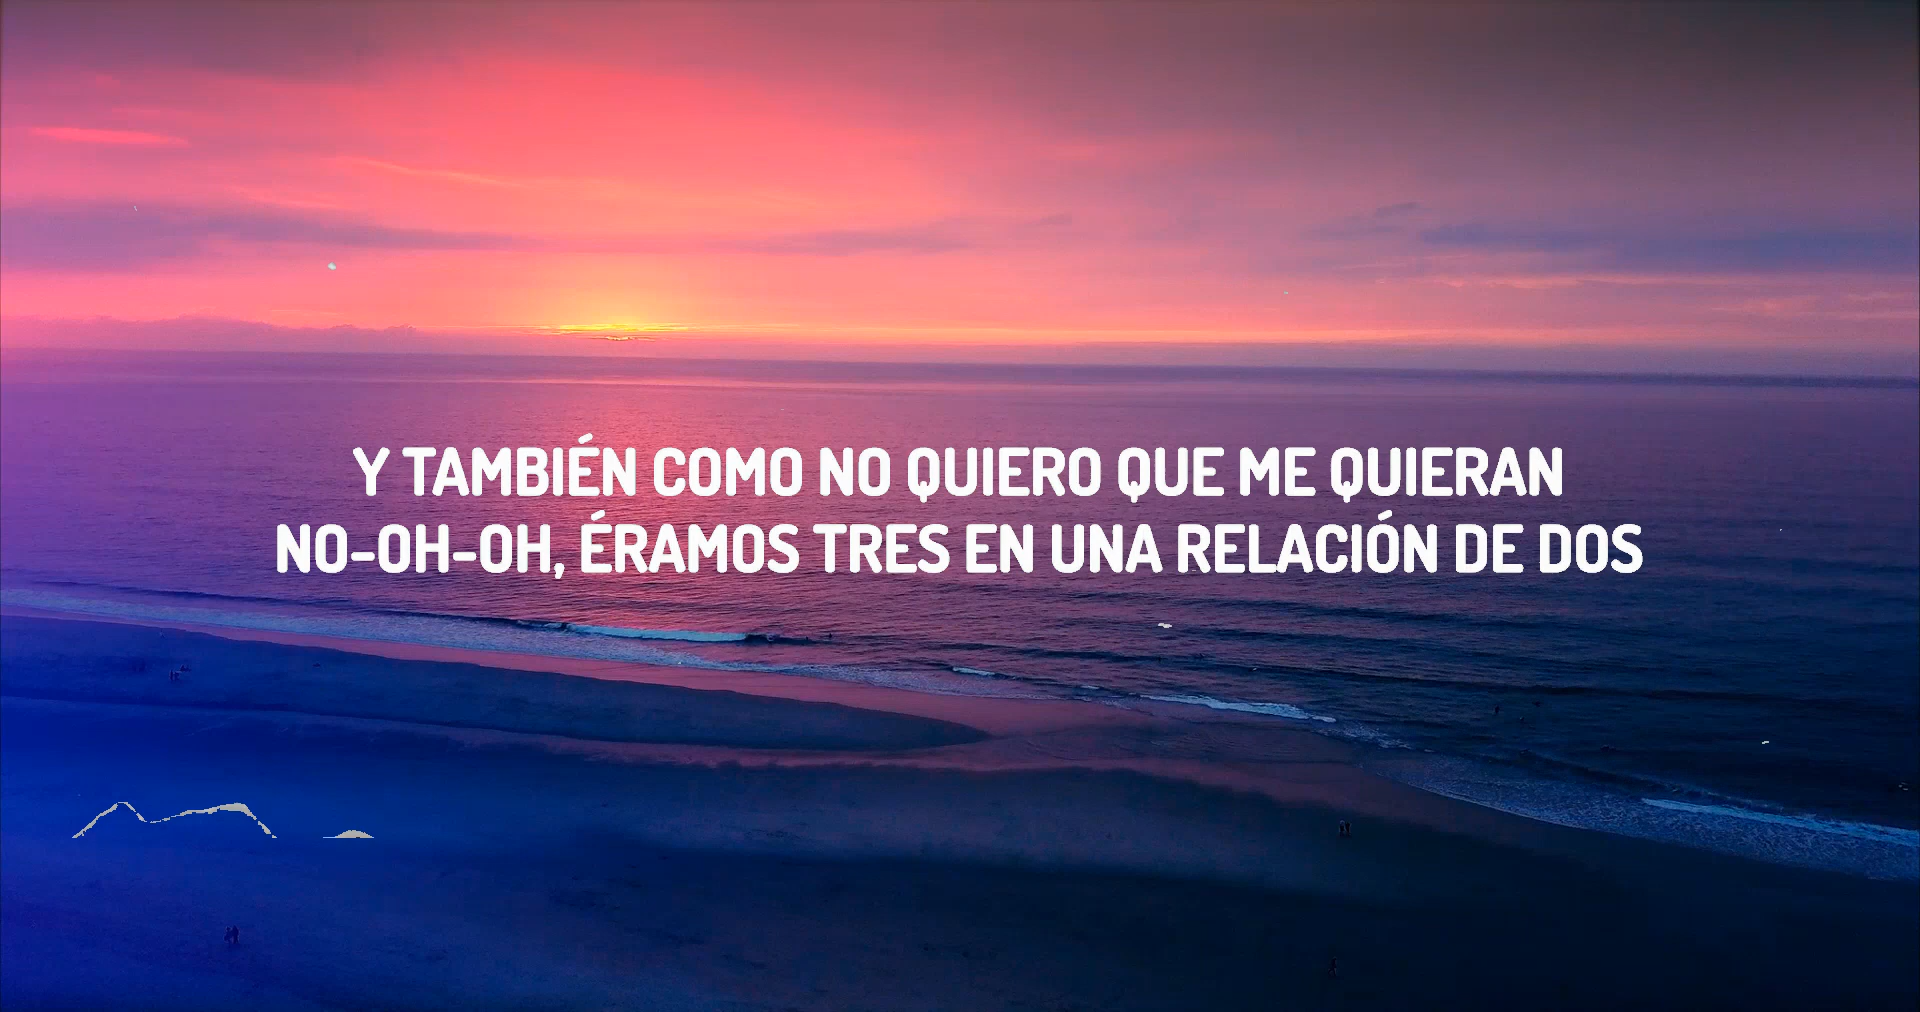 Y TAMBIÉN COMO NO QUIERO QUE ME QUIERAN
NO-OH-OH, ÉRAMOS TRES EN UNA RELACIÓN DE DOS